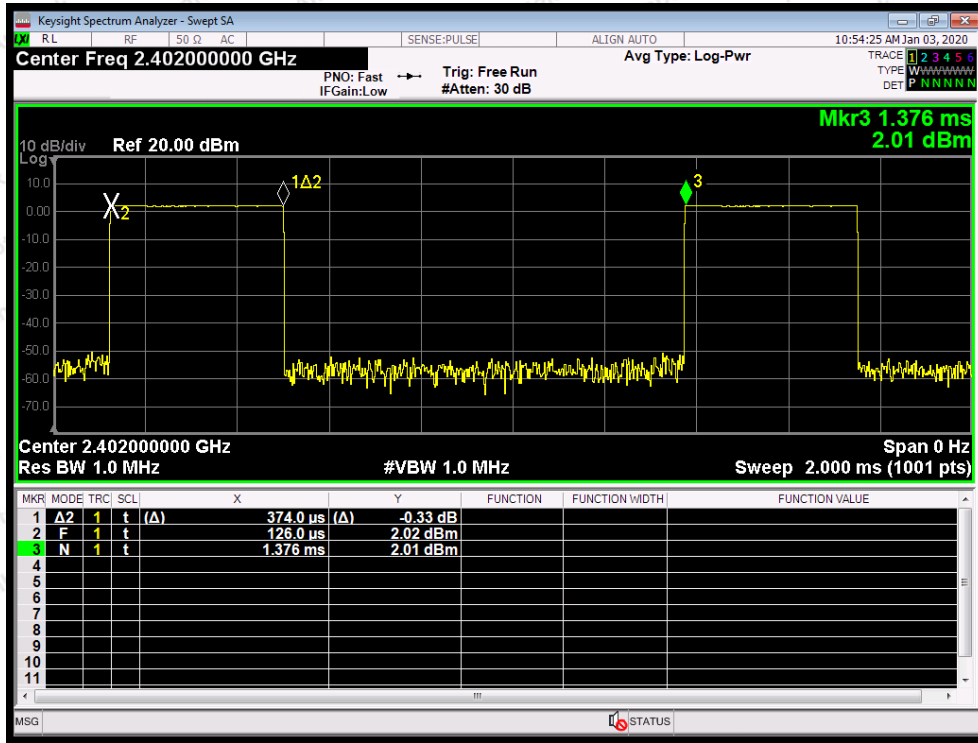 Keysight Spectrum Analyzer - Swept SA
LXI RL RF 50 Ω AC SENSE:PULSE ALIGN AUTO 10:54:25 AM Jan 03, 2020
Center Freq 2.402000000 GHz Avg Type: Log-Pwr TRACE 1 2 3 4 5 6
PNO: Fast Trig: Free Run TYPE WWWWWW
IFGain:Low #Atten: 30 dB DET P N N N N N
Mkr3 1.376 ms
10 dB/div Ref 20.00 dBm 2.01 dBm
Log
10.0
1Δ2
3
0.00
2
-10.0
-20.0
-30.0
-40.0
-50.0
-60.0
-70.0
Center 2.402000000 GHz Span 0 Hz
Res BW 1.0 MHz #VBW 1.0 MHz Sweep 2.000 ms (1001 pts)
MKR MODE TRC SCL X Y FUNCTION FUNCTION WIDTH FUNCTION VALUE
1 Δ2 1 t (Δ) 374.0 µs (Δ) -0.33 dB
2 F 1 t 126.0 µs 2.02 dBm
3 N 1 t 1.376 ms 2.01 dBm
4
5
6
7
8
9
10
11
MSG STATUS